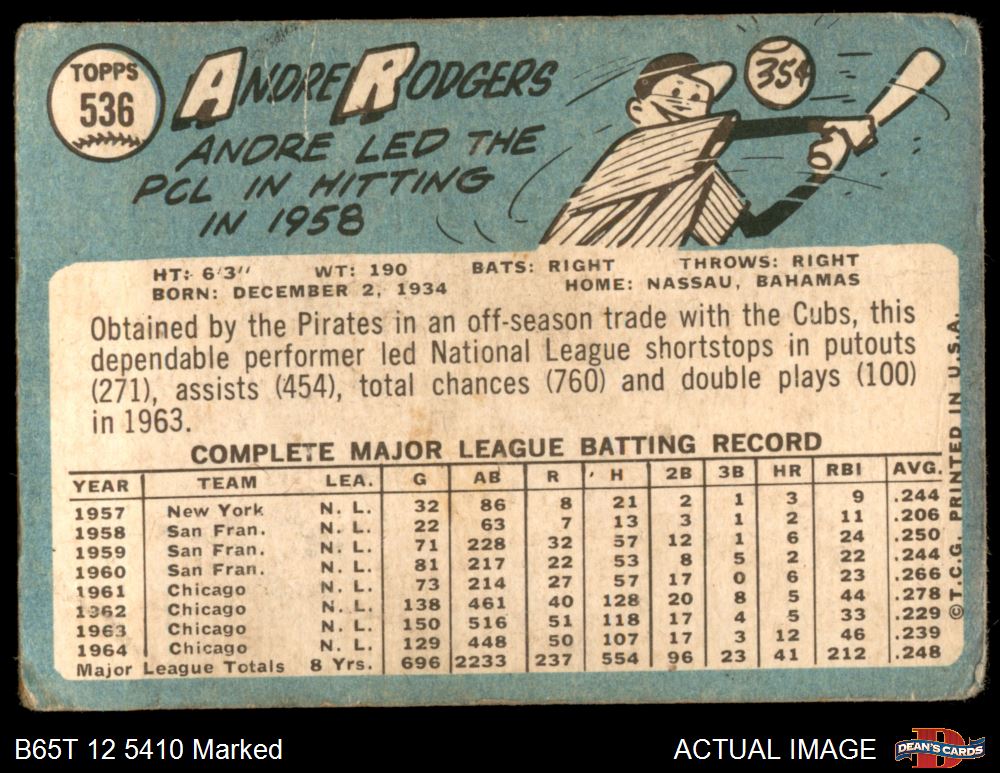 TOPPS
536
ANDRE RODGERS
354
ANDRE LED THE
PCL IN HITTING
IN 1958
HT: 6'3" WT: 190 BATS: RIGHT THROWS: RIGHT
BORN: DECEMBER 2, 1934 HOME: NASSAU, BAHAMAS
Obtained by the Pirates in an off-season trade with the Cubs, this
dependable performer led National League shortstops in putouts
(271), assists (454), total chances (760) and double plays (100)
in 1963.
COMPLETE MAJOR LEAGUE BATTING RECORD
YEAR TEAM LEA. G AB R H 2B 3B HR RBI AVG.
1957 New York N. L. 32 86 8 21 2 1 3 9 .244
1958 San Fran. N. L. 22 63 7 13 3 1 2 11 .206
1959 San Fran. N. L. 71 228 32 57 12 1 6 24 .250
1960 San Fran. N. L. 81 217 22 53 8 5 2 22 .244
1961 Chicago N. L. 73 214 27 57 17 0 6 23 .266
1962 Chicago N. L. 138 461 40 128 20 8 5 44 .278
1963 Chicago N. L. 150 516 51 118 17 4 5 33 .229
1964 Chicago N. L. 129 448 50 107 17 3 12 46 .239
Major League Totals 8 Yrs. 696 2233 237 554 96 23 41 212 .248
©T.C.G. PRINTED IN U.S.A.
B65T 12 5410 Marked
ACTUAL IMAGE
D
DEAN'S CARDS